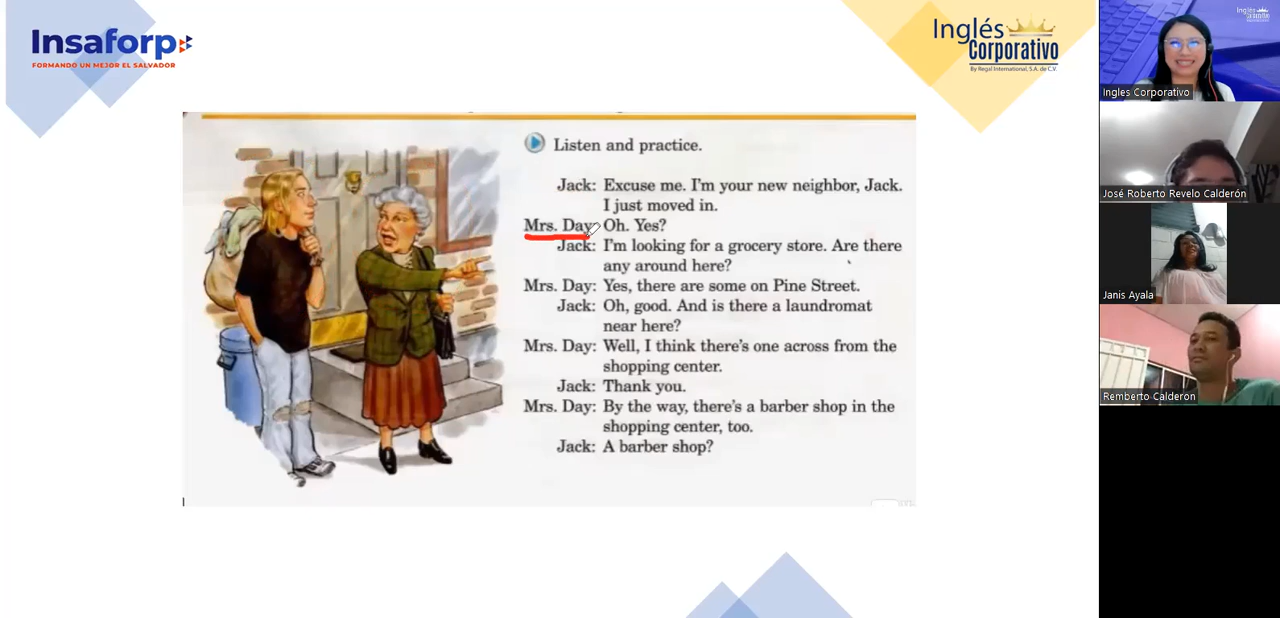 Insaforp
FORMANDO UN MEJOR EL SALVADOR
Inglés
Corporativo
By Regal International, S.A. de C.V.
Listen and practice.
Jack: Excuse me. I'm your new neighbor, Jack.
I just moved in.
Mrs. Day: Oh. Yes?
Jack: I'm looking for a grocery store. Are there
any around here?
Mrs. Day: Yes, there are some on Pine Street.
Jack: Oh, good. And is there a laundromat
near here?
Mrs. Day: Well, I think there's one across from the
shopping center.
Jack: Thank you.
Mrs. Day: By the way, there's a barber shop in the
shopping center, too.
Jack: A barber shop?
Inglés
Corporativo
Ingles Corporativo
José Roberto Revelo Calderón
Janis Ayala
Remberto Calderon